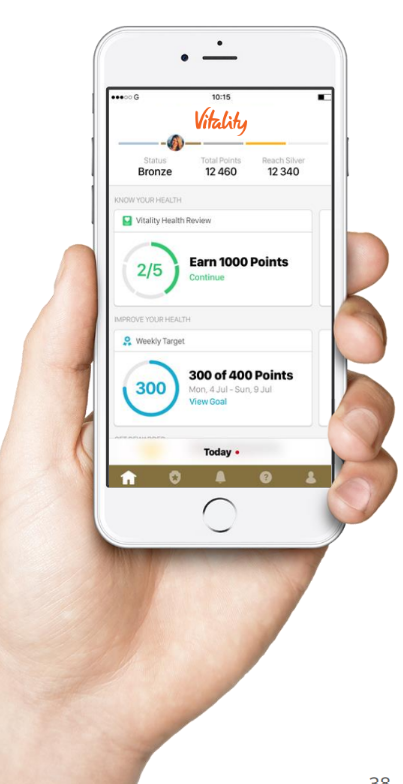 G 10:15
Vitality
Status Total Points Reach Silver
Bronze 12 460 12 340
KNOW YOUR HEALTH
Vitality Health Review
2/5
Earn 1000 Points
Continue
IMPROVE YOUR HEALTH
Weekly Target
300
300 of 400 Points
Mon, 4 Jul - Sun, 9 Jul
View Goal
Today
?
38